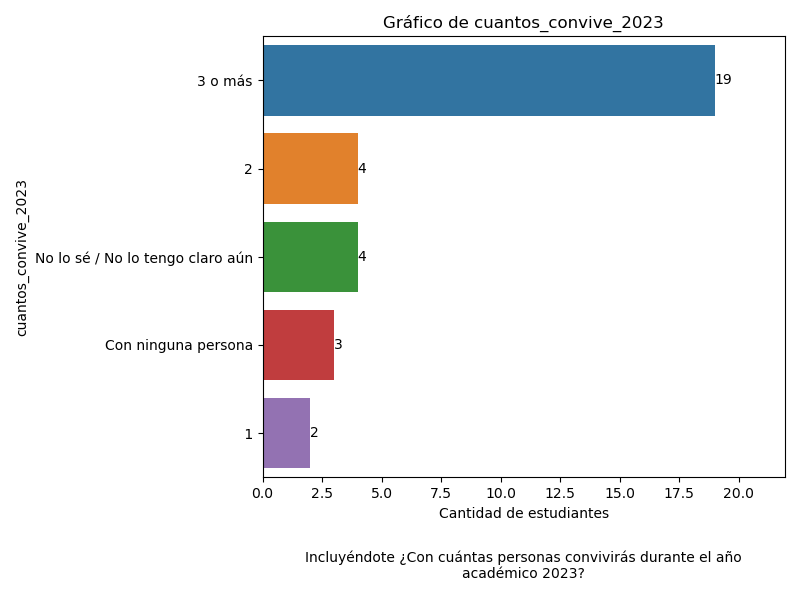 Gráfico de cuantos_convive_2023
cuantos_convive_2023
3 o más
19
2
4
No lo sé / No lo tengo claro aún
4
Con ninguna persona
3
1
2
0.0 2.5 5.0 7.5 10.0 12.5 15.0 17.5 20.0
Cantidad de estudiantes
Incluyéndote ¿Con cuántas personas convivirás durante el año
académico 2023?